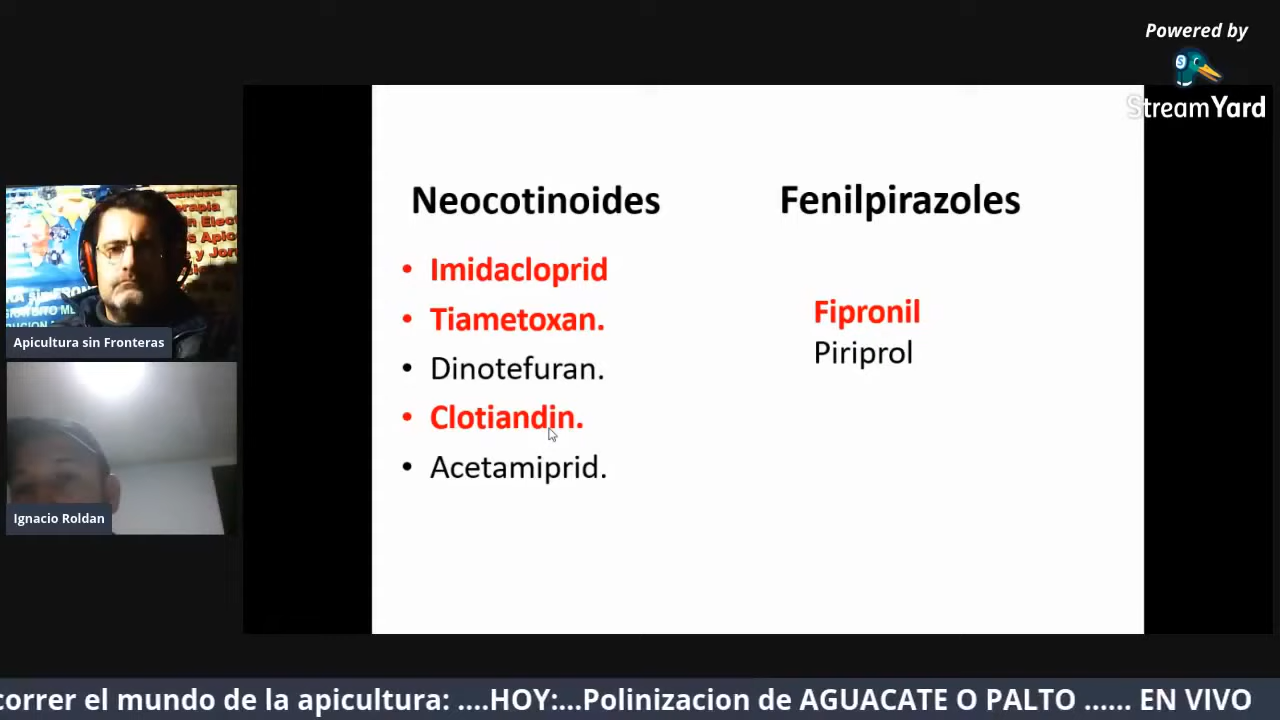 Powered by
StreamYard
Neocotinoides
• Imidacloprid
• Tiametoxan.
• Dinotefuran.
• Clotiandin.
• Acetamiprid.
Fenilpirazoles
Fipronil
Piriprol
Apicultura sin Fronteras
Ignacio Roldan
correr el mundo de la apicultura: ....HOY:...Polinizacion de AGUACATE O PALTO ...... EN VIVO